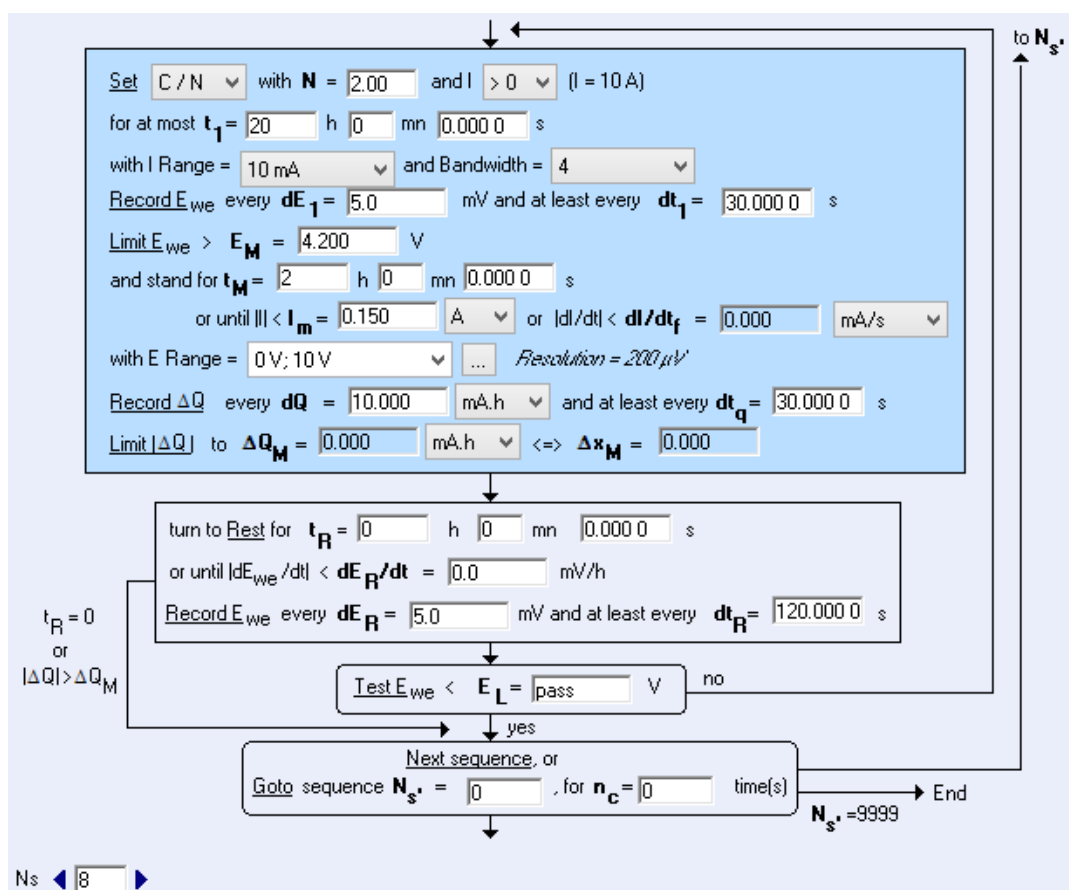 to Ns'
Set C / N with N = 2.00 and I > 0 (I = 10 A)
for at most t1 = 20 h 0 mn 0.000 0 s
with I Range = 10 mA and Bandwidth = 4
Record Ewe every dE1 = 5.0 mV and at least every dt1 = 30.000 0 s
Limit Ewe > EM = 4.200 V
and stand for tM = 2 h 0 mn 0.000 0 s
or until |I| < Im = 0.150 A or |dI/dt| < dI/dtf = 0.000 mA/s
with E Range = 0 V; 10 V ... Resolution = 200 µV
Record ΔQ every dQ = 10.000 mA.h and at least every dtq = 30.000 0 s
Limit |ΔQ| to ΔQM = 0.000 mA.h <=> ΔxM = 0.000
turn to Rest for tR = 0 h 0 mn 0.000 0 s
or until |dEwe/dt| < dER/dt = 0.0 mV/h
Record Ewe every dER = 5.0 mV and at least every dtR = 120.000 0 s
tR = 0
or
|ΔQ|>ΔQM
Test Ewe < EL = pass V
no
yes
Next sequence, or
Goto sequence Ns' = 0 , for nc = 0 time(s)
End
Ns' =9999
Ns 8